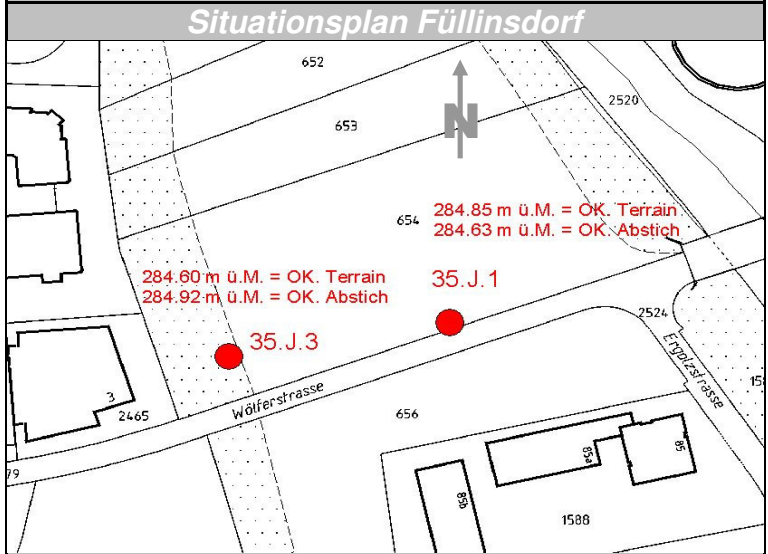 Situationsplan Füllinsdorf
652
2520
653
N
654
284.85 m ü.M. = OK. Terrain
284.63 m ü.M. = OK. Abstich
284.60 m ü.M. = OK. Terrain
284.92 m ü.M. = OK. Abstich
35.J.1
35.J.3
2524
Ergolzstrasse
3
2465
Wölferstrasse
656
85a
85
85b
1586
79